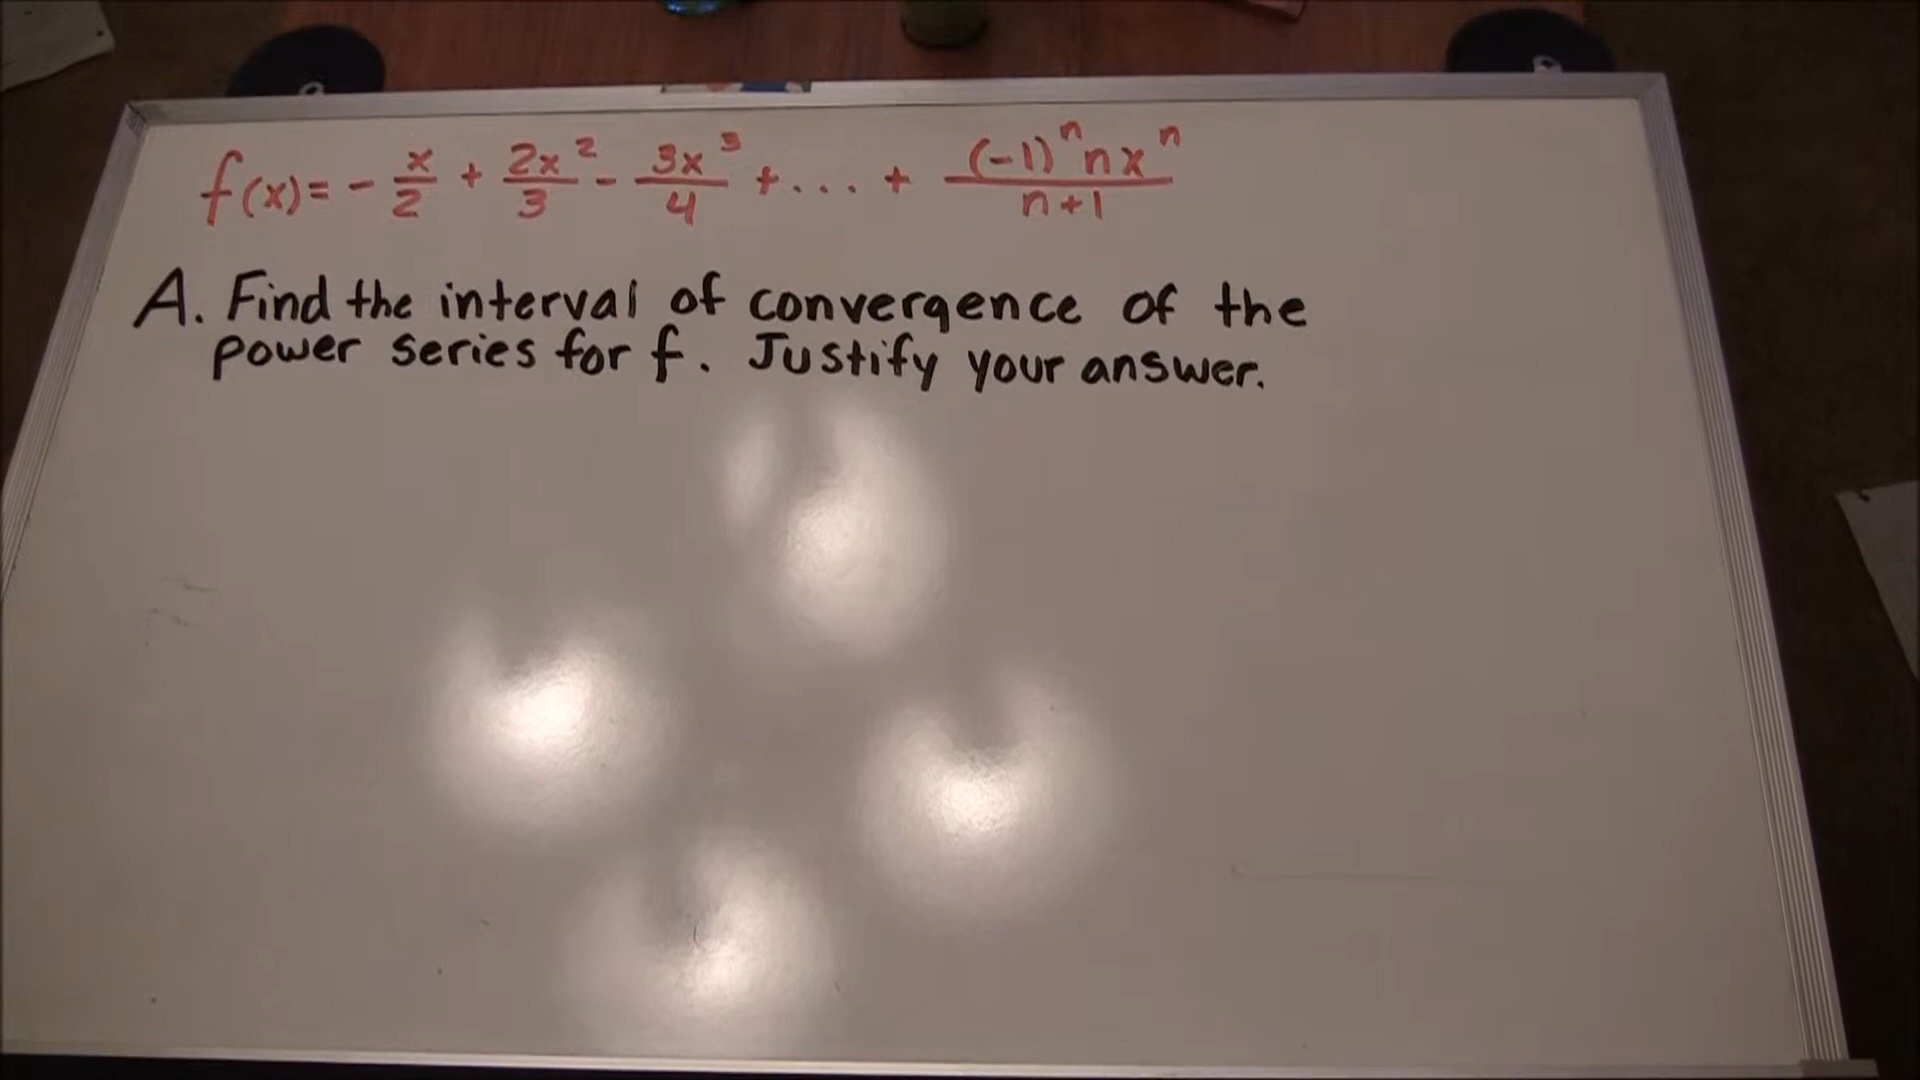 f(x) = - x/2 + 2x²/3 - 3x³/4 + . . . + (-1)ⁿnxⁿ/n+1
A. Find the interval of convergence of the
power series for f. Justify your answer.